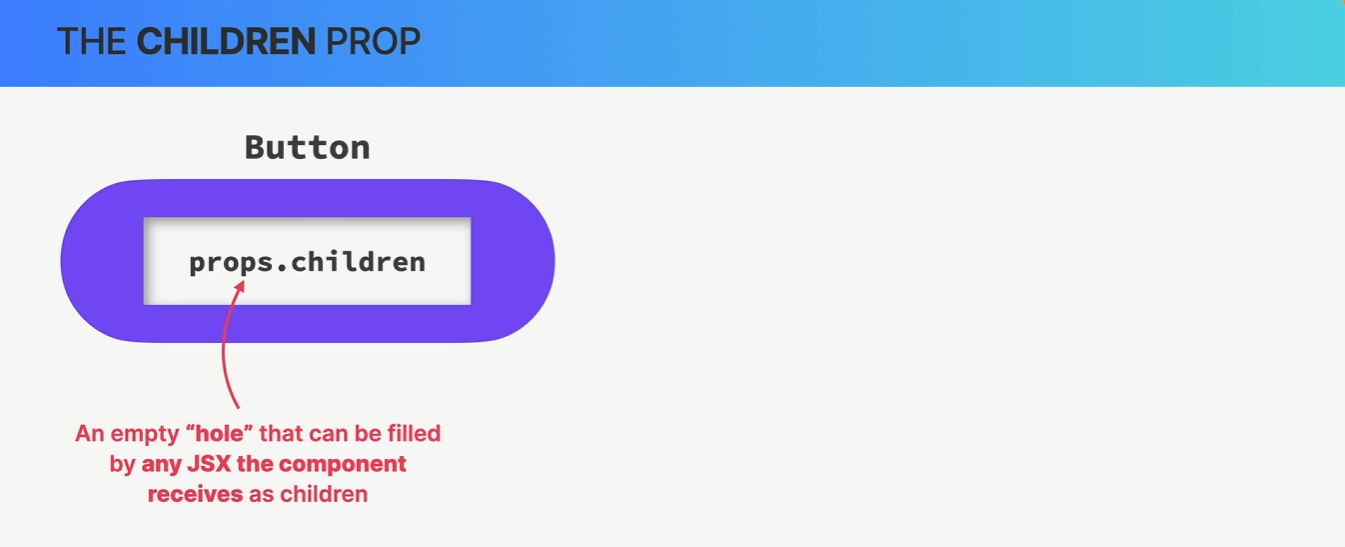 THE CHILDREN PROP
Button
props.children
An empty “hole” that can be filled
by any JSX the component
receives as children